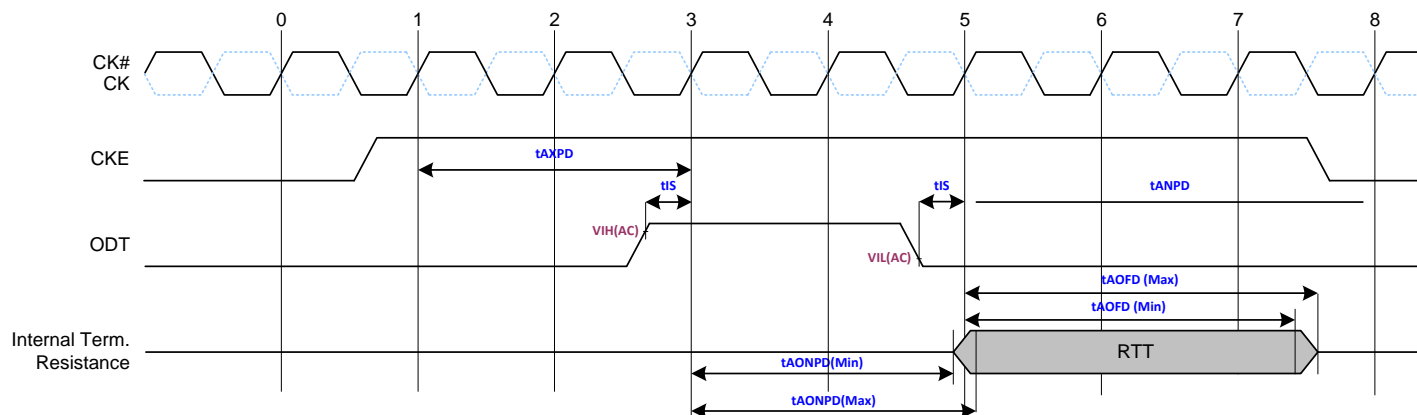 0 1 2 3 4 5 6 7 8
CK#
CK
CKE
tAXPD
tIS
tIS
tANPD
VIH(AC)
ODT
VIL(AC)
tAOFD (Max)
tAOFD (Min)
Internal Term.
Resistance
RTT
tAONPD(Min)
tAONPD(Max)